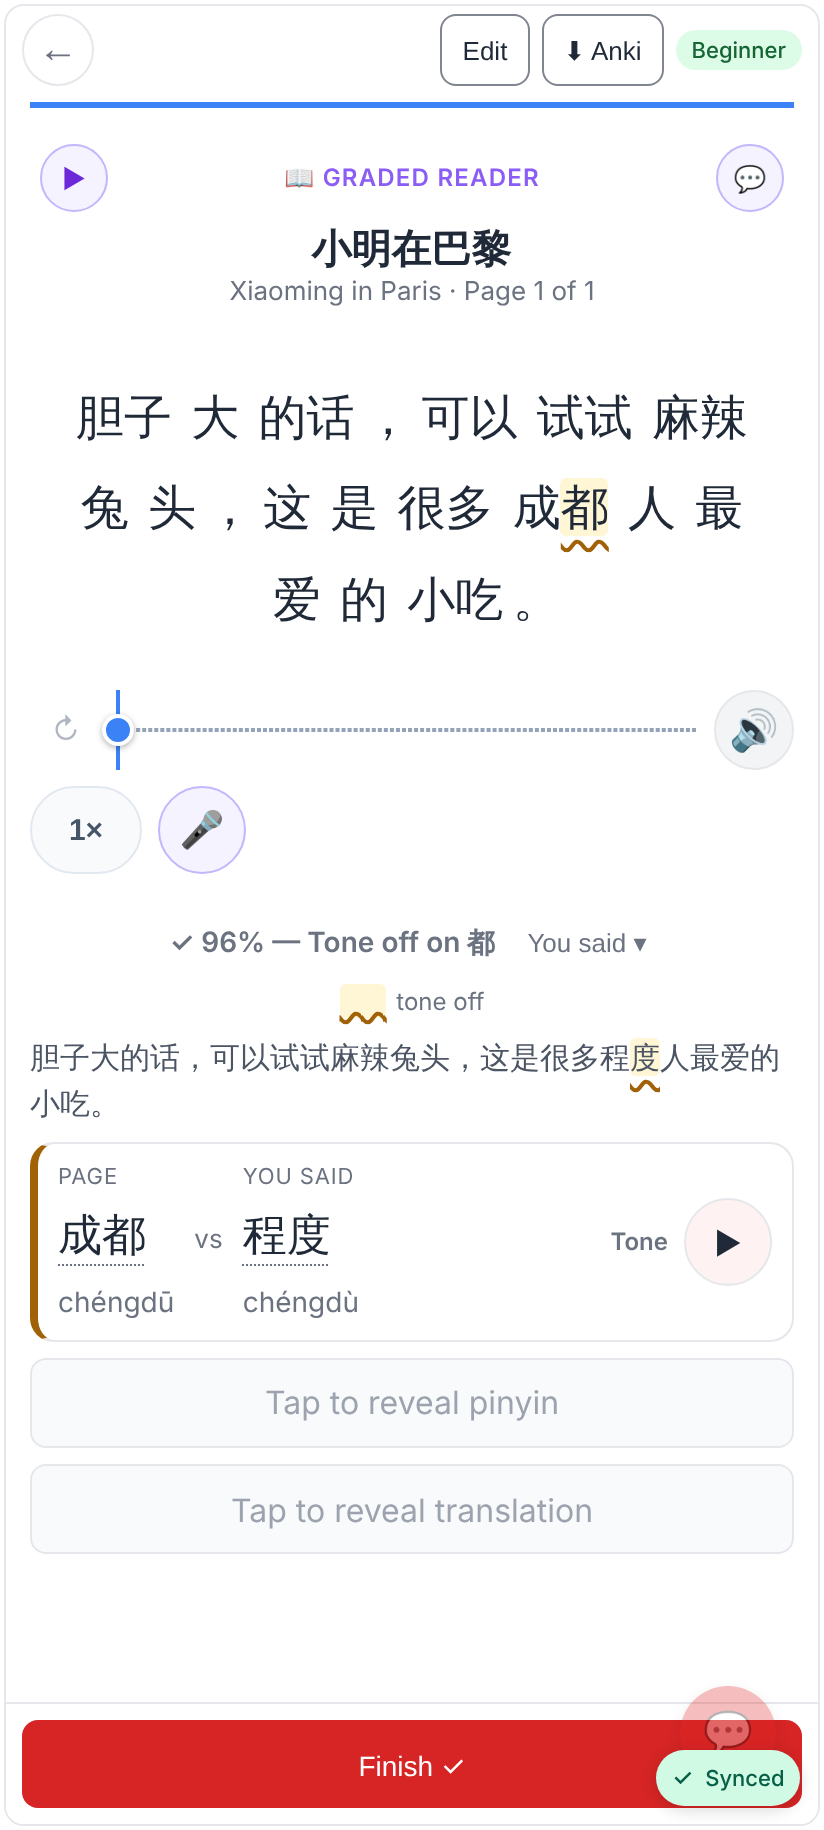 ←
Edit
⬇ Anki
Beginner
▶
📖 GRADED READER
💬
小明在巴黎
Xiaoming in Paris · Page 1 of 1
胆子 大 的话 ， 可以 试试 麻辣
兔 头 ， 这 是 很多 成都 人 最
爱 的 小吃 。
1×
✓ 96% — Tone off on 都 You said ▾
tone off
胆子大的话，可以试试麻辣兔头，这是很多程度人最爱的
小吃。
PAGE YOU SAID
成都 vs 程度 Tone ▶
chéngdū chéngdù
Tap to reveal pinyin
Tap to reveal translation
Finish ✓
✓ Synced